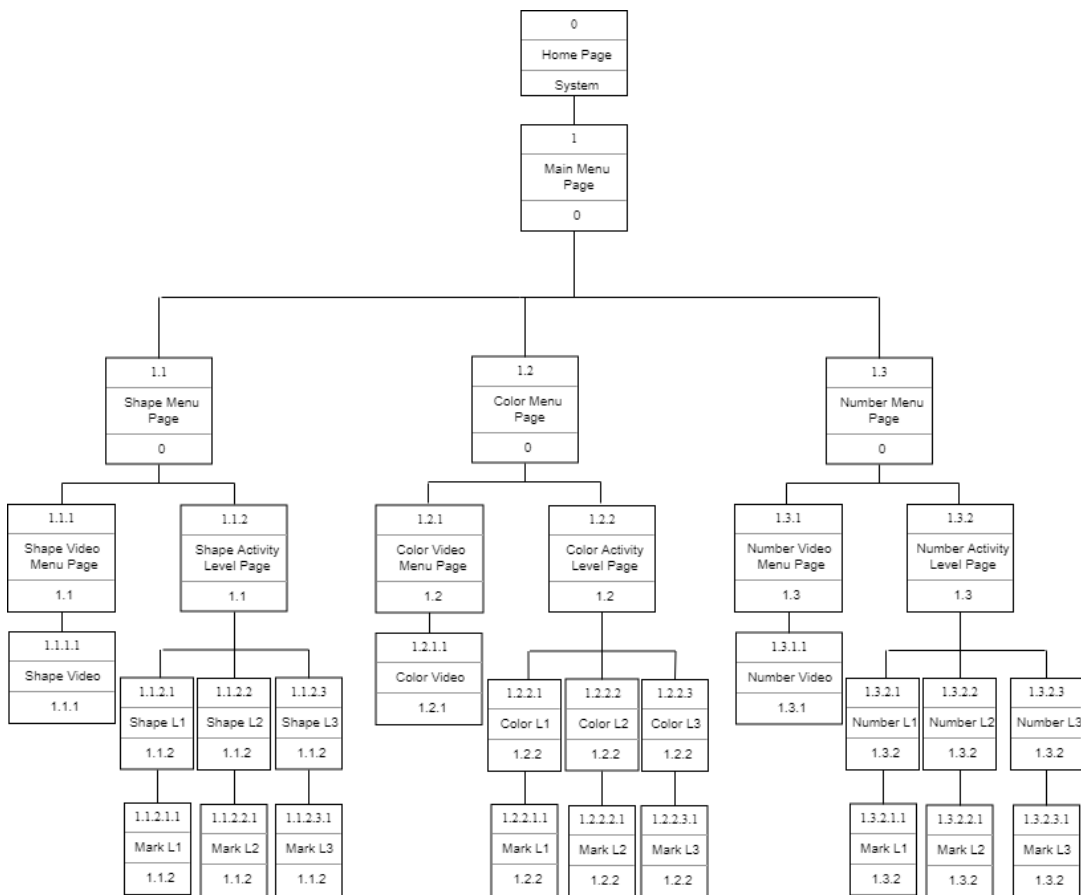 0
Home Page
System
1
Main Menu
Page
0
1.1
Shape Menu
Page
0
1.2
Color Menu
Page
0
1.3
Number Menu
Page
0
1.1.1
Shape Video
Menu Page
1.1
1.1.2
Shape Activity
Level Page
1.1
1.2.1
Color Video
Menu Page
1.2
1.2.2
Color Activity
Level Page
1.2
1.3.1
Number Video
Menu Page
1.3
1.3.2
Number Activity
Level Page
1.3
1.1.1.1
Shape Video
1.1.1
1.2.1.1
Color Video
1.2.1
1.3.1.1
Number Video
1.3.1
1.1.2.1
Shape L1
1.1.2
1.1.2.2
Shape L2
1.1.2
1.1.2.3
Shape L3
1.1.2
1.2.2.1
Color L1
1.2.2
1.2.2.2
Color L2
1.2.2
1.2.2.3
Color L3
1.2.2
1.3.2.1
Number L1
1.3.2
1.3.2.2
Number L2
1.3.2
1.3.2.3
Number L3
1.3.2
1.1.2.1.1
Mark L1
1.1.2
1.1.2.2.1
Mark L2
1.1.2
1.1.2.3.1
Mark L3
1.1.2
1.2.2.1.1
Mark L1
1.2.2
1.2.2.2.1
Mark L2
1.2.2
1.2.2.3.1
Mark L3
1.2.2
1.3.2.1.1
Mark L1
1.3.2
1.3.2.2.1
Mark L2
1.3.2
1.3.2.3.1
Mark L3
1.3.2